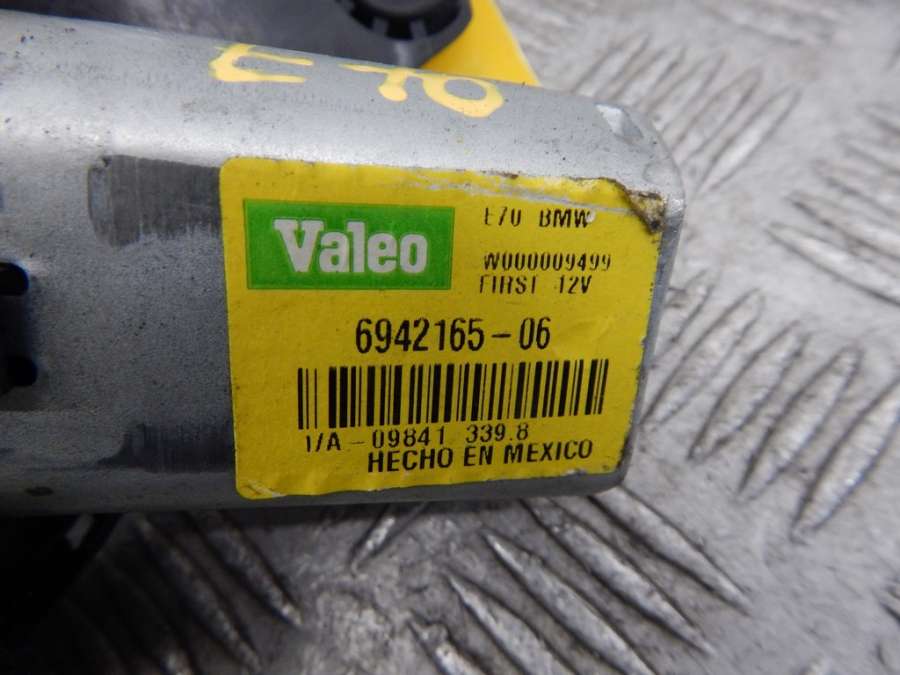 E70
Valeo
E70 BMW
W000009499
FIRST 12V
6942165-06
I/A-09841 339.8
HECHO EN MEXICO